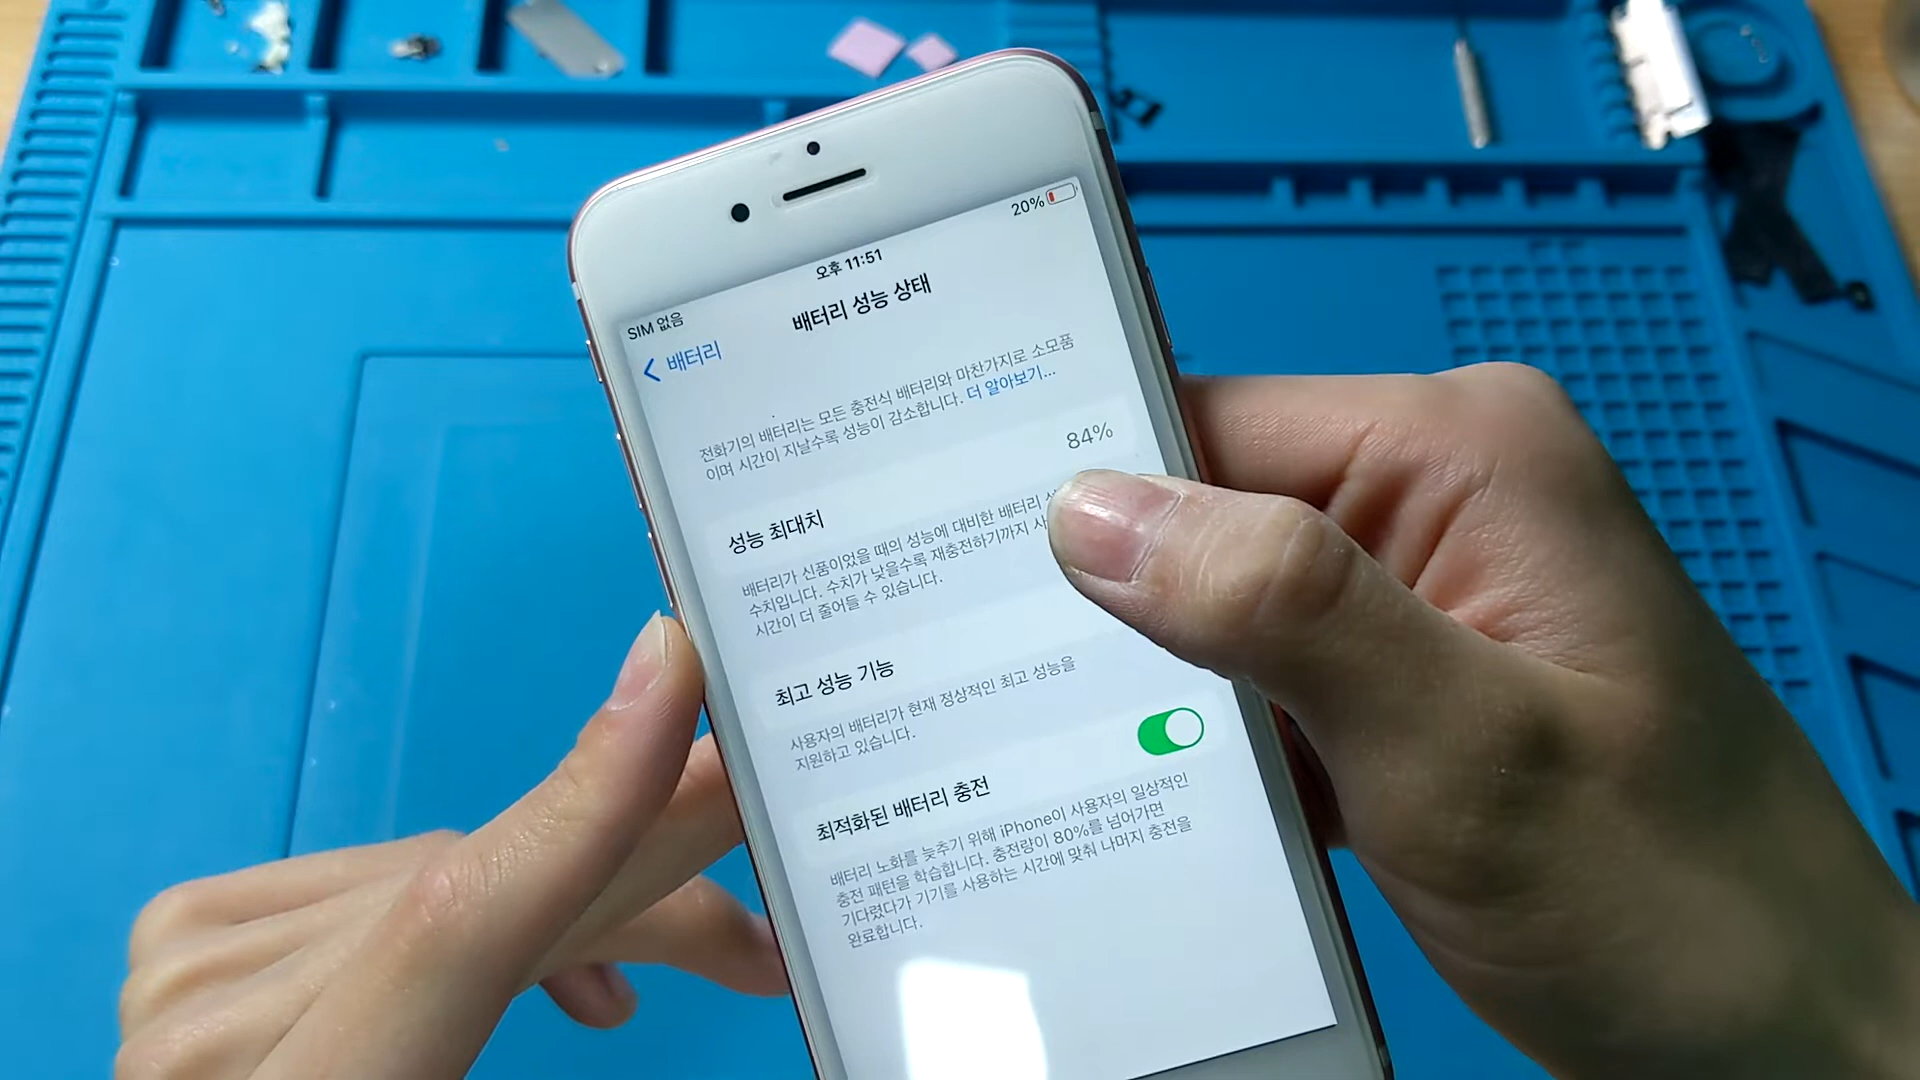 20%
오후 11:51
SIM 없음
배터리 성능 상태
배터리
전화기의 배터리는 모든 충전식 배터리와 마찬가지로 소모품
이며 시간이 지날수록 성능이 감소합니다. 더 알아보기...
84%
성능 최대치
배터리가 신품이었을 때의 성능에 대비한 배터리
수치입니다. 수치가 낮을수록 재충전하기까지 사
시간이 더 줄어들 수 있습니다.
최고 성능 기능
사용자의 배터리가 현재 정상적인 최고 성능을
지원하고 있습니다.
최적화된 배터리 충전
배터리 노화를 늦추기 위해 iPhone이 사용자의 일상적인
충전 패턴을 학습합니다. 충전량이 80%를 넘어가면
기다렸다가 기기를 사용하는 시간에 맞춰 나머지 충전을
완료합니다.